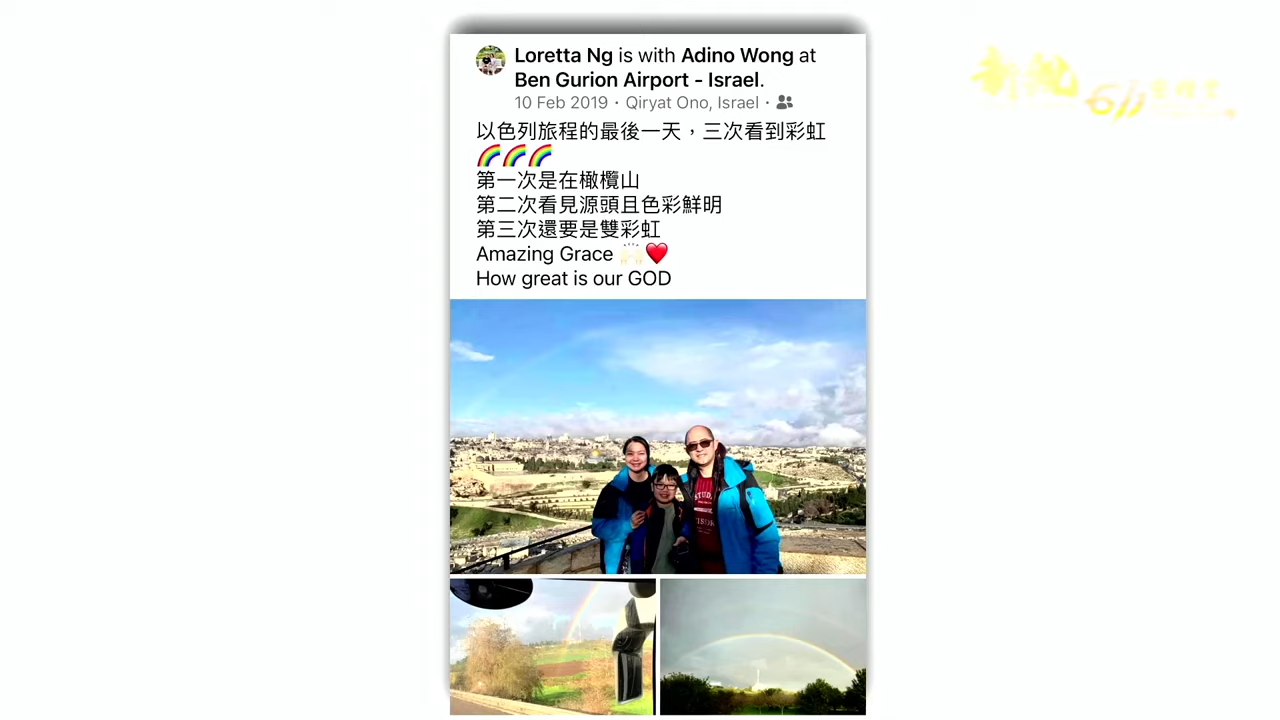 Loretta Ng is with Adino Wong at
Ben Gurion Airport - Israel.
10 Feb 2019 · Qiryat Ono, Israel ·
以色列旅程的最後一天，三次看到彩虹
🌈🌈🌈
第一次是在橄欖山
第二次看見源頭且色彩鮮明
第三次還要是雙彩虹
Amazing Grace 🙌🏻❤️
How great is our GOD
611